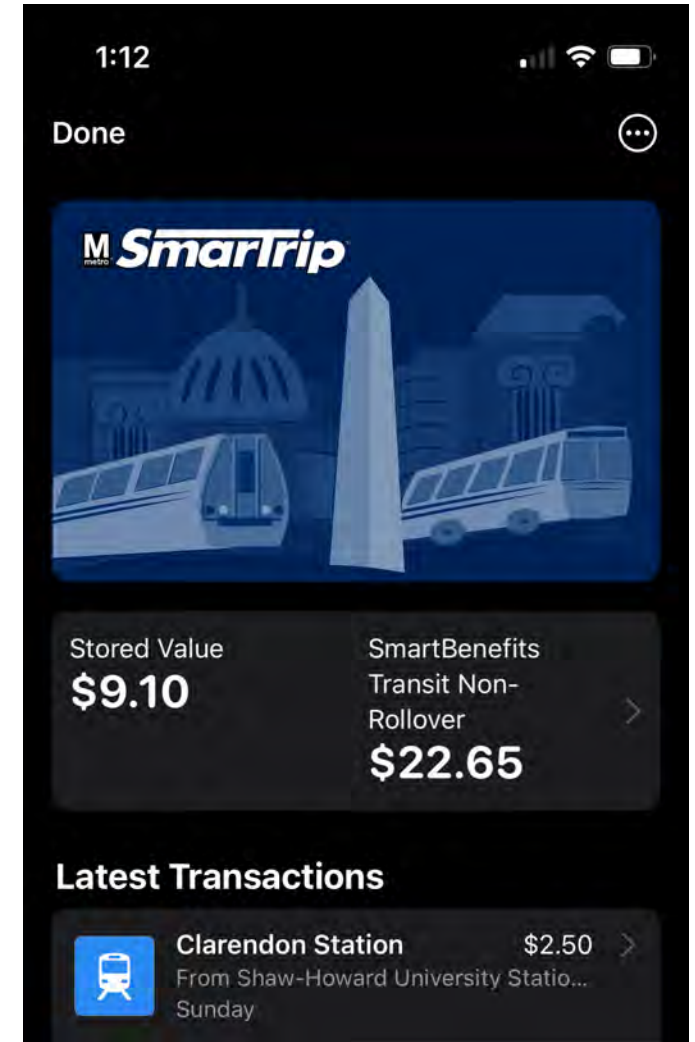 1:12
Done
M metro SmarTrip
Stored Value
$9.10
SmartBenefits
Transit Non-
Rollover
$22.65
Latest Transactions
Clarendon Station $2.50
From Shaw-Howard University Statio...
Sunday